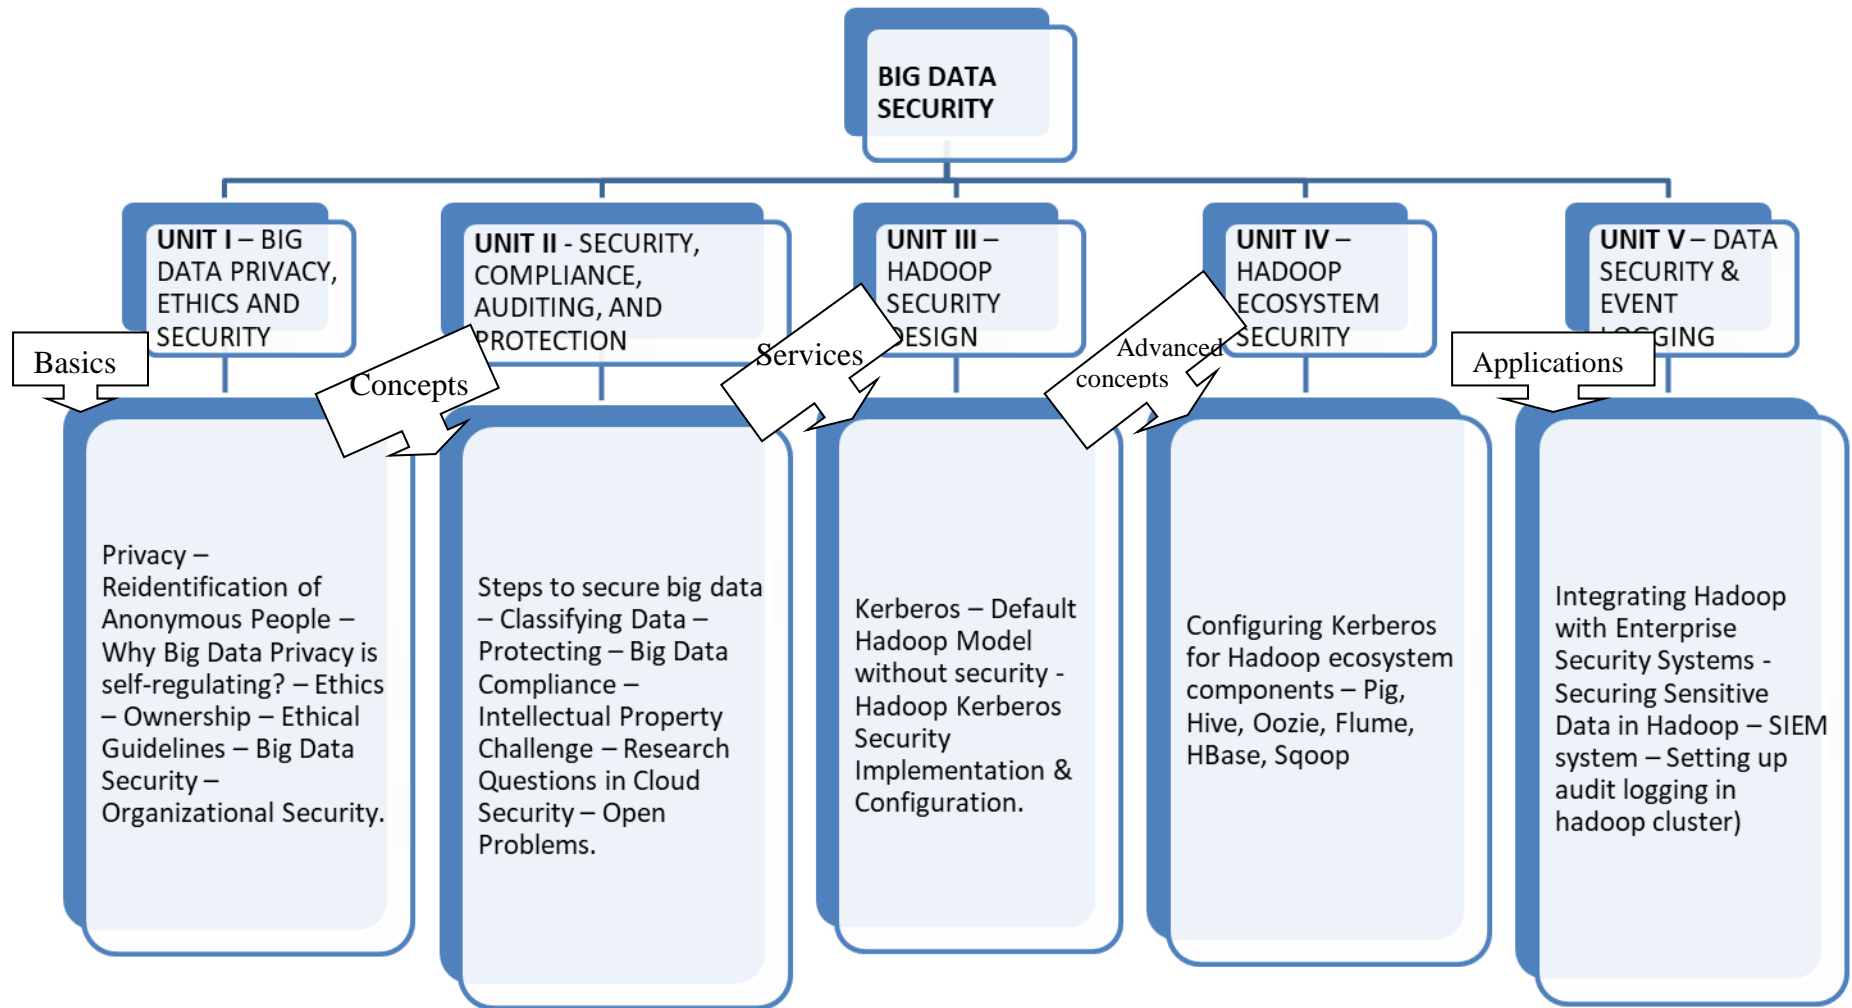 BIG DATA
SECURITY
UNIT I – BIG
DATA PRIVACY,
ETHICS AND
SECURITY
Basics
Privacy –
Reidentification of
Anonymous People –
Why Big Data Privacy is
self-regulating? – Ethics
– Ownership – Ethical
Guidelines – Big Data
Security –
Organizational Security.
UNIT II - SECURITY,
COMPLIANCE,
AUDITING, AND
PROTECTION
Concepts
Steps to secure big data
– Classifying Data –
Protecting – Big Data
Compliance –
Intellectual Property
Challenge – Research
Questions in Cloud
Security – Open
Problems.
UNIT III –
HADOOP
SECURITY
DESIGN
Services
Kerberos – Default
Hadoop Model
without security -
Hadoop Kerberos
Security
Implementation &
Configuration.
UNIT IV –
HADOOP
ECOSYSTEM
SECURITY
Advanced
concepts
Configuring Kerberos
for Hadoop ecosystem
components – Pig,
Hive, Oozie, Flume,
HBase, Sqoop
UNIT V – DATA
SECURITY &
EVENT
LOGGING
Applications
Integrating Hadoop
with Enterprise
Security Systems -
Securing Sensitive
Data in Hadoop – SIEM
system – Setting up
audit logging in
hadoop cluster)